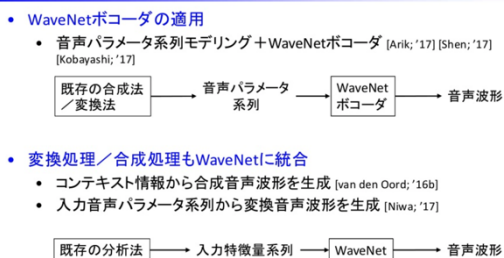 • WaveNetボコーダの適用
• 音声パラメータ系列モデリング＋WaveNetボコーダ [Arik; '17] [Shen; '17]
[Kobayashi; '17]
既存の合成法 音声パラメータ WaveNet
／変換法 系列 ボコーダ 音声波形
• 変換処理／合成処理もWaveNetに統合
• コンテキスト情報から合成音声波形を生成 [van den Oord; '16b]
• 入力音声パラメータ系列から変換音声波形を生成 [Niwa; '17]
既存の分析法 入力特徴量系列 WaveNet 音声波形